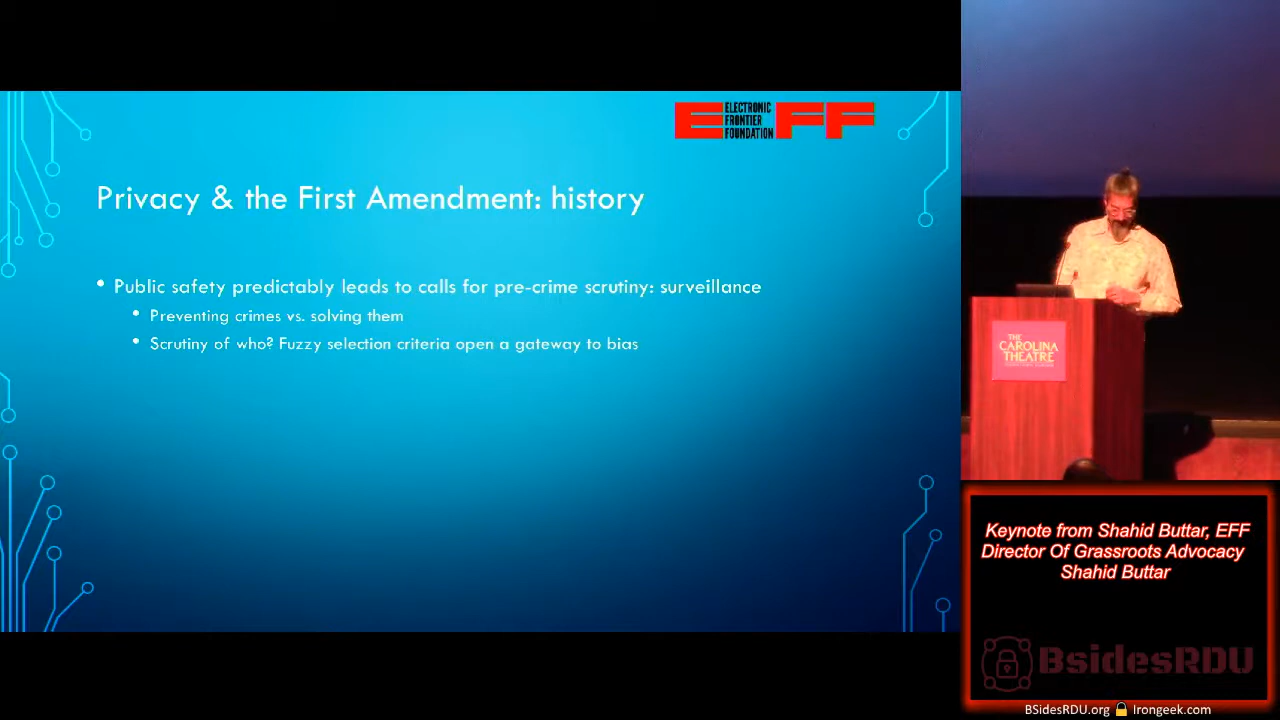 ELECTRONIC
FRONTIER
FOUNDATION
EFF
Privacy & the First Amendment: history
• Public safety predictably leads to calls for pre-crime scrutiny: surveillance
• Preventing crimes vs. solving them
• Scrutiny of who? Fuzzy selection criteria open a gateway to bias
THE
CAROLINA
THEATRE
Keynote from Shahid Buttar, EFF
Director Of Grassroots Advocacy
Shahid Buttar
BsidesRDU
BSidesRDU.org Irongeek.com